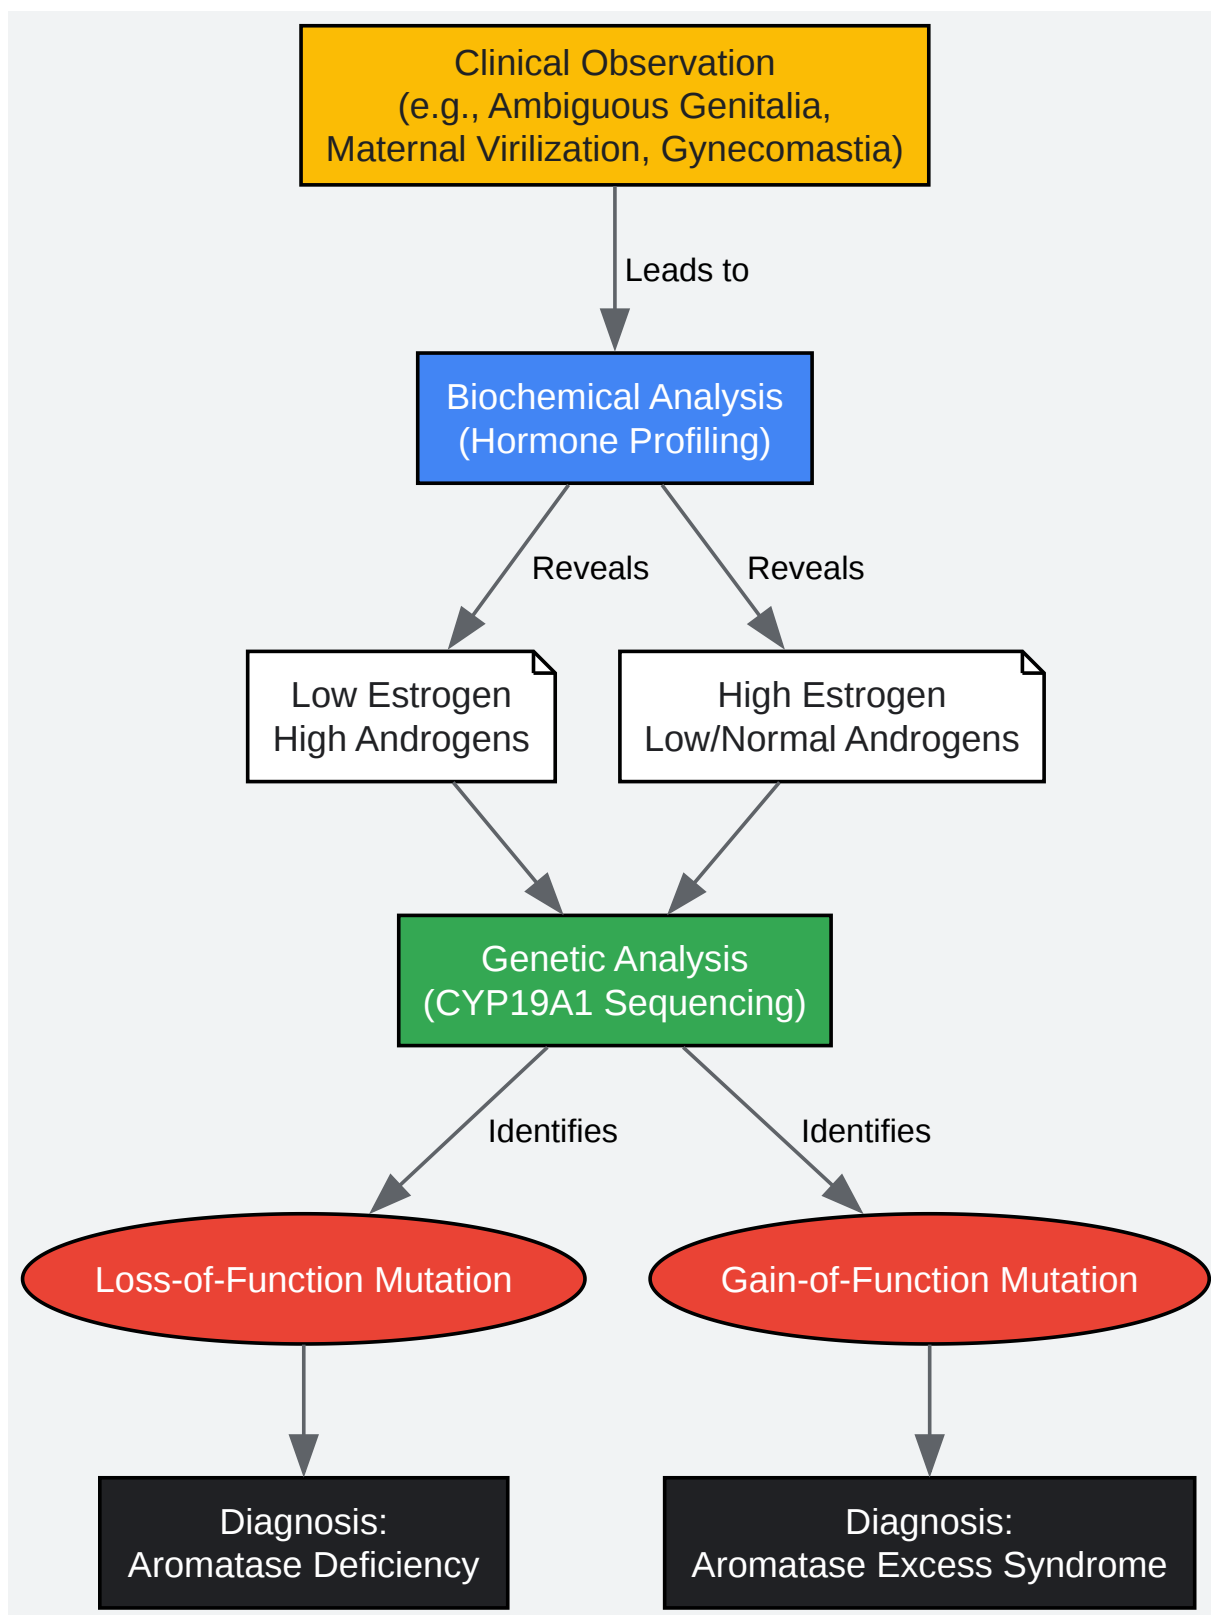 Clinical Observation
(e.g., Ambiguous Genitalia,
Maternal Virilization, Gynecomastia)
Leads to
Biochemical Analysis
(Hormone Profiling)
Reveals
Reveals
Low Estrogen
High Androgens
High Estrogen
Low/Normal Androgens
Genetic Analysis
(CYP19A1 Sequencing)
Identifies
Identifies
Loss-of-Function Mutation
Gain-of-Function Mutation
Diagnosis:
Aromatase Deficiency
Diagnosis:
Aromatase Excess Syndrome